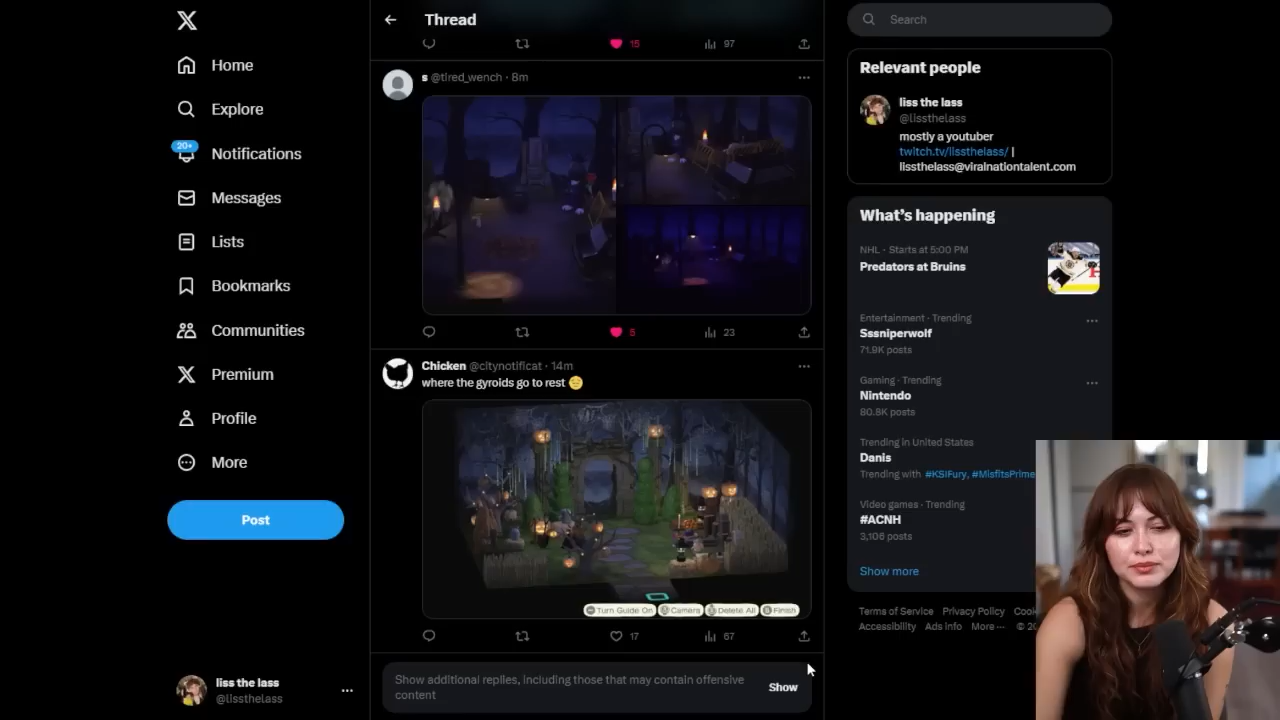 Home
Explore
20+
Notifications
Messages
Lists
Bookmarks
Communities
Premium
Profile
More
Post
liss the lass
@lissthelass
Thread
15
97
s @tired_wench · 8m
5
23
Chicken @citynotificat · 14m
where the gyroids go to rest
Turn Guide On
Camera
Delete All
Finish
17
67
Show additional replies, including those that may contain offensive
content
Show
Search
Relevant people
liss the lass
@lissthelass
mostly a youtuber
twitch.tv/lissthelass/ |
lissthelass@viralnationtalent.com
What's happening
NHL · Starts at 5:00 PM
Predators at Bruins
Entertainment · Trending
Sssniperwolf
71.9K posts
Gaming · Trending
Nintendo
80.8K posts
Trending in United States
Danis
Trending with #KSIFury, #MisfitsPrime
Video games · Trending
#ACNH
3,106 posts
Show more
Terms of Service Privacy Policy Cook
Accessibility Ads info More ··· © 20